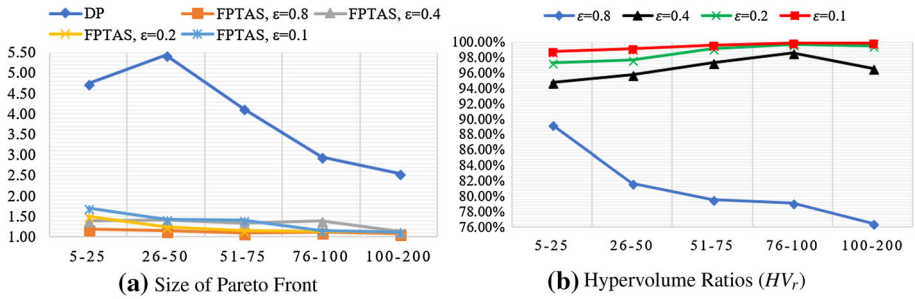 DP
FPTAS, ε=0.8
FPTAS, ε=0.4
FPTAS, ε=0.2
FPTAS, ε=0.1
5.50
5.00
4.50
4.00
3.50
3.00
2.50
2.00
1.50
1.00
5-25 26-50 51-75 76-100 100-200
(a) Size of Pareto Front
ε=0.8 ε=0.4 ε=0.2 ε=0.1
100.00%
98.00%
96.00%
94.00%
92.00%
90.00%
88.00%
86.00%
84.00%
82.00%
80.00%
78.00%
76.00%
5-25 26-50 51-75 76-100 100-200
(b) Hypervolume Ratios (HVr)